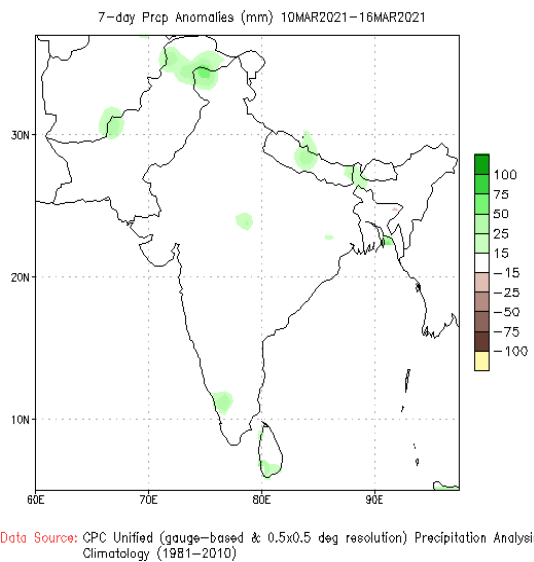 7-day Prcp Anomalies (mm) 10MAR2021-16MAR2021
30N
20N
10N
60E 70E 80E 90E
100
75
50
25
15
-15
-25
-50
-75
-100
Data Source: CPC Unified (gauge-based & 0.5x0.5 deg resolution) Precipitation Analysi
Climatology (1981-2010)